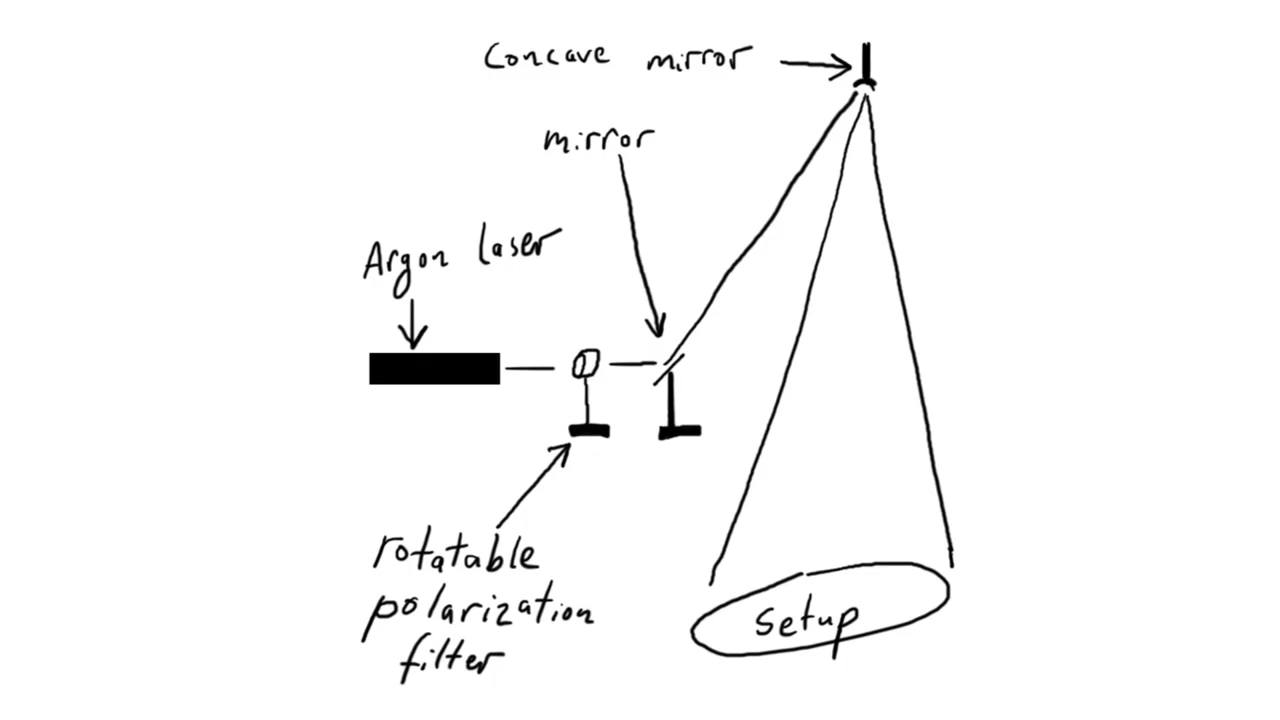 Concave mirror
mirror
Argon laser
rotatable
polarization
filter
setup